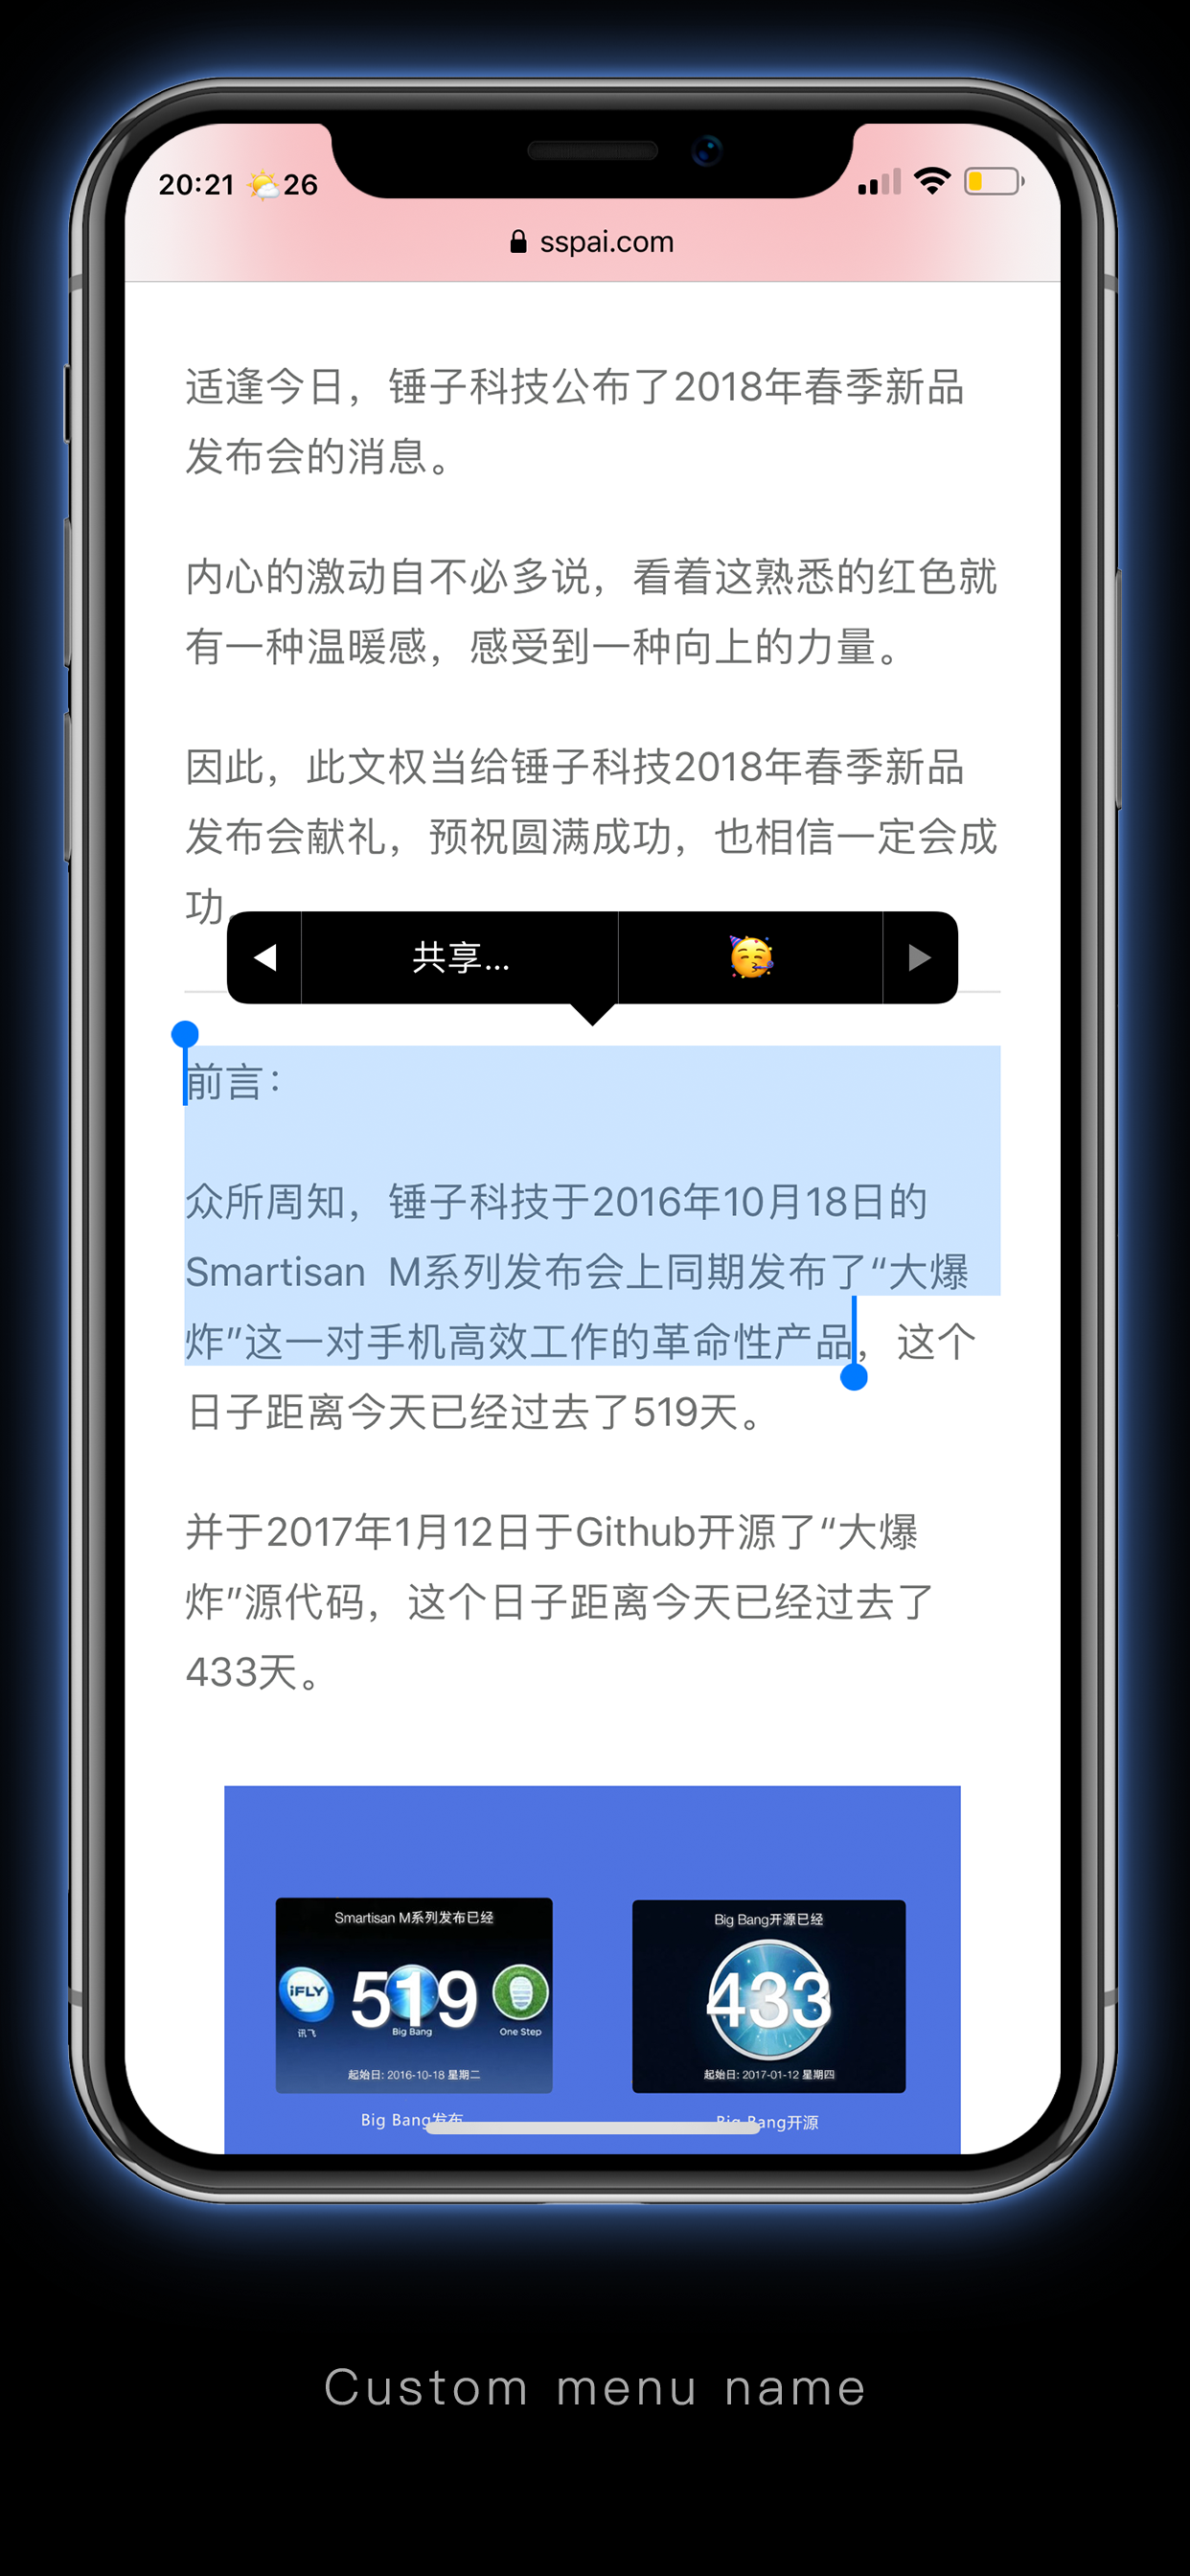 20:21 🌤️26
sspai.com
适逢今日，锤子科技公布了2018年春季新品
发布会的消息。
内心的激动自不必多说，看着这熟悉的红色就
有一种温暖感，感受到一种向上的力量。
因此，此文权当给锤子科技2018年春季新品
发布会献礼，预祝圆满成功，也相信一定会成
功。
共享... 🥳
前言：
众所周知，锤子科技于2016年10月18日的
Smartisan M系列发布会上同期发布了“大爆
炸”这一对手机高效工作的革命性产品，这个
日子距离今天已经过去了519天。
并于2017年1月12日于Github开源了“大爆
炸”源代码，这个日子距离今天已经过去了
433天。
Smartisan M系列发布已经
iFLY
519
讯飞
Big Bang
One Step
起始日: 2016-10-18 星期二
Big Bang发布
Big Bang开源已经
433
起始日: 2017-01-12 星期四
Big Bang开源
Custom menu name